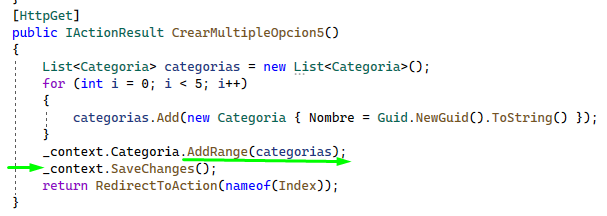 [HttpGet]
public IActionResult CrearMultipleOpcion5()
{
List<Categoria> categorias = new List<Categoria>();
for (int i = 0; i < 5; i++)
{
categorias.Add(new Categoria { Nombre = Guid.NewGuid().ToString() });
}
_context.Categoria.AddRange(categorias);
_context.SaveChanges();
return RedirectToAction(nameof(Index));
}